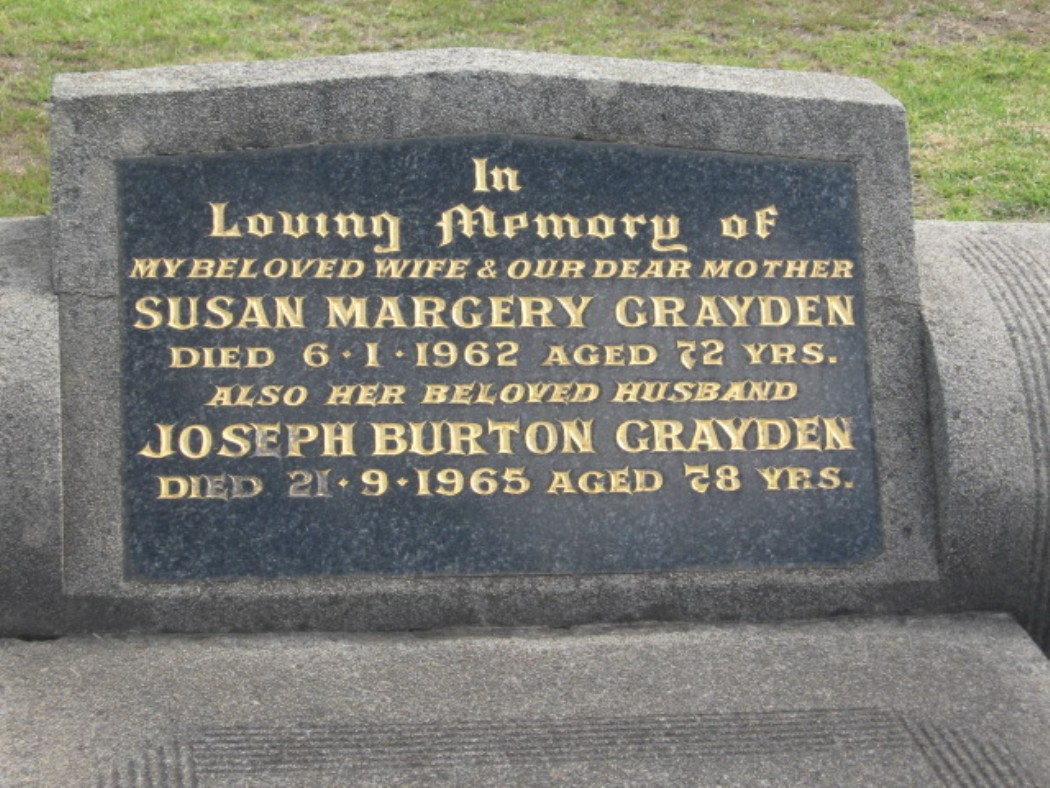 In
Loving Memory of
MY BELOVED WIFE & OUR DEAR MOTHER
SUSAN MARGERY GRAYDEN
DIED 6·1·1962 AGED 72 YRS.
ALSO HER BELOVED HUSBAND
JOSEPH BURTON GRAYDEN
DIED 21·9·1965 AGED 78 YRS.